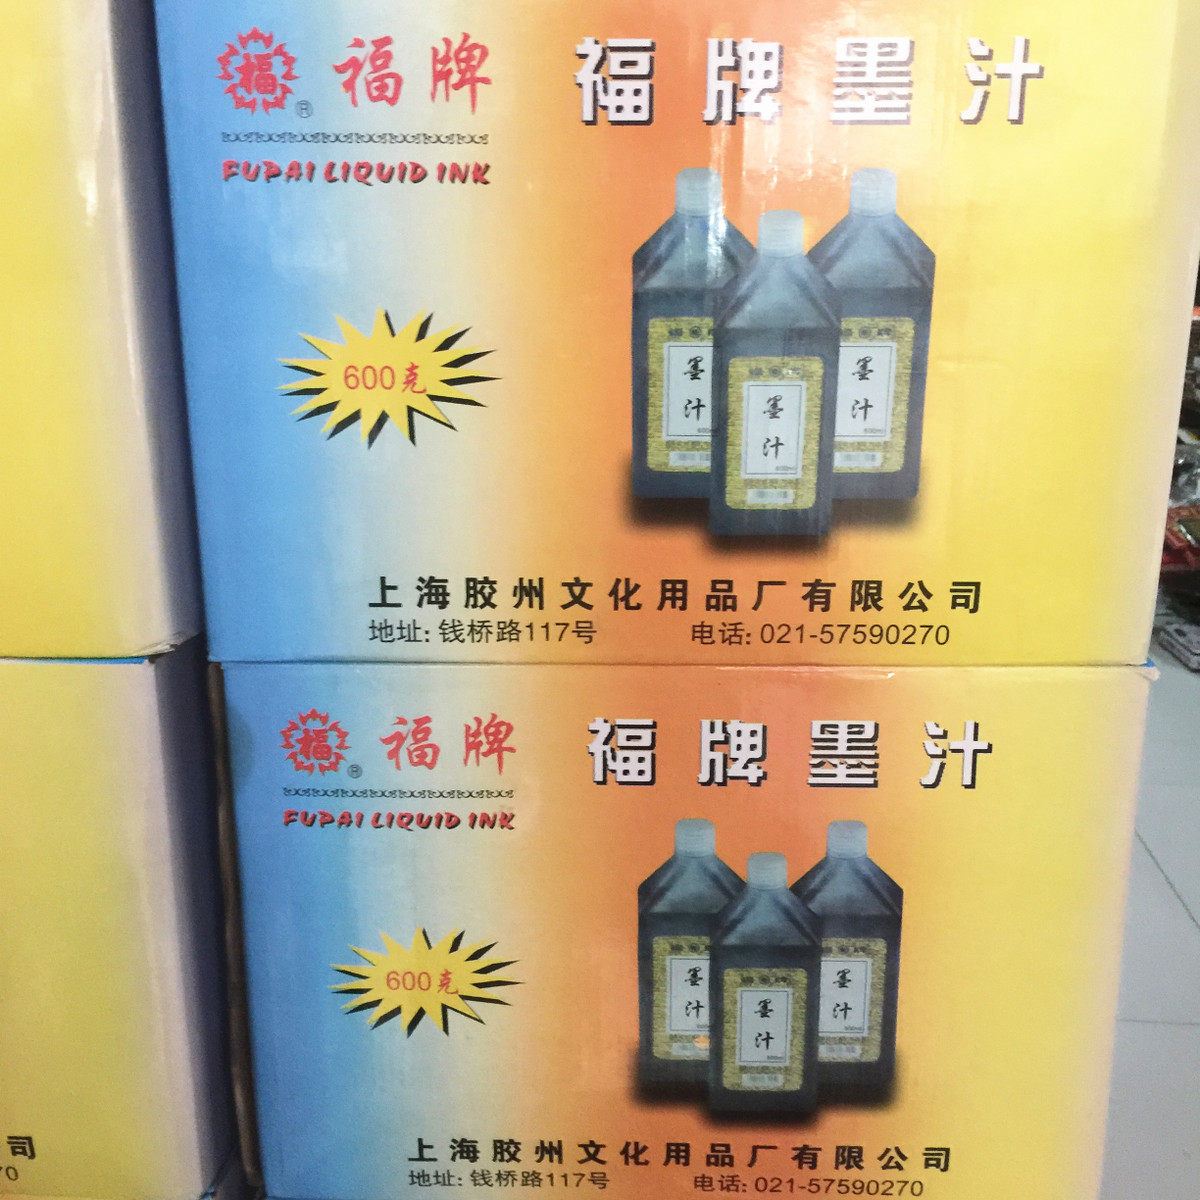 福
®
福牌
福牌墨汁
FUPAI LIQUID INK
600克
墨汁
墨汁
墨汁
上海胶州文化用品厂有限公司
地址: 钱桥路117号
电话: 021-57590270
福
®
福牌
福牌墨汁
FUPAI LIQUID INK
600克
墨汁
墨汁
墨汁
上海胶州文化用品厂有限公司
地址: 钱桥路117号
电话: 021-57590270
司
70